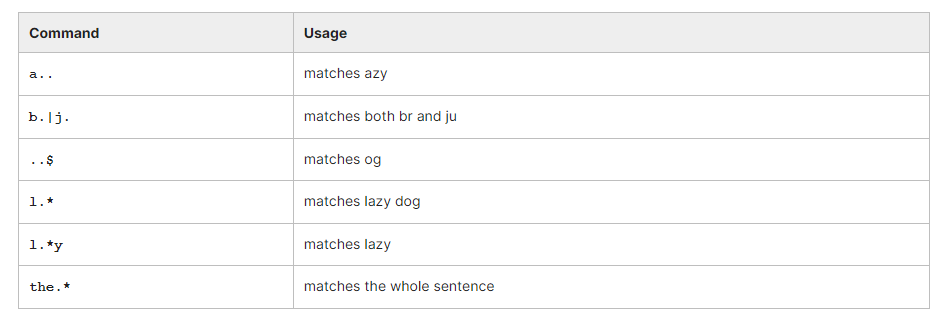 Command Usage
a.. matches azy
b.|j. matches both br and ju
..$ matches og
l.* matches lazy dog
l.*y matches lazy
the.* matches the whole sentence